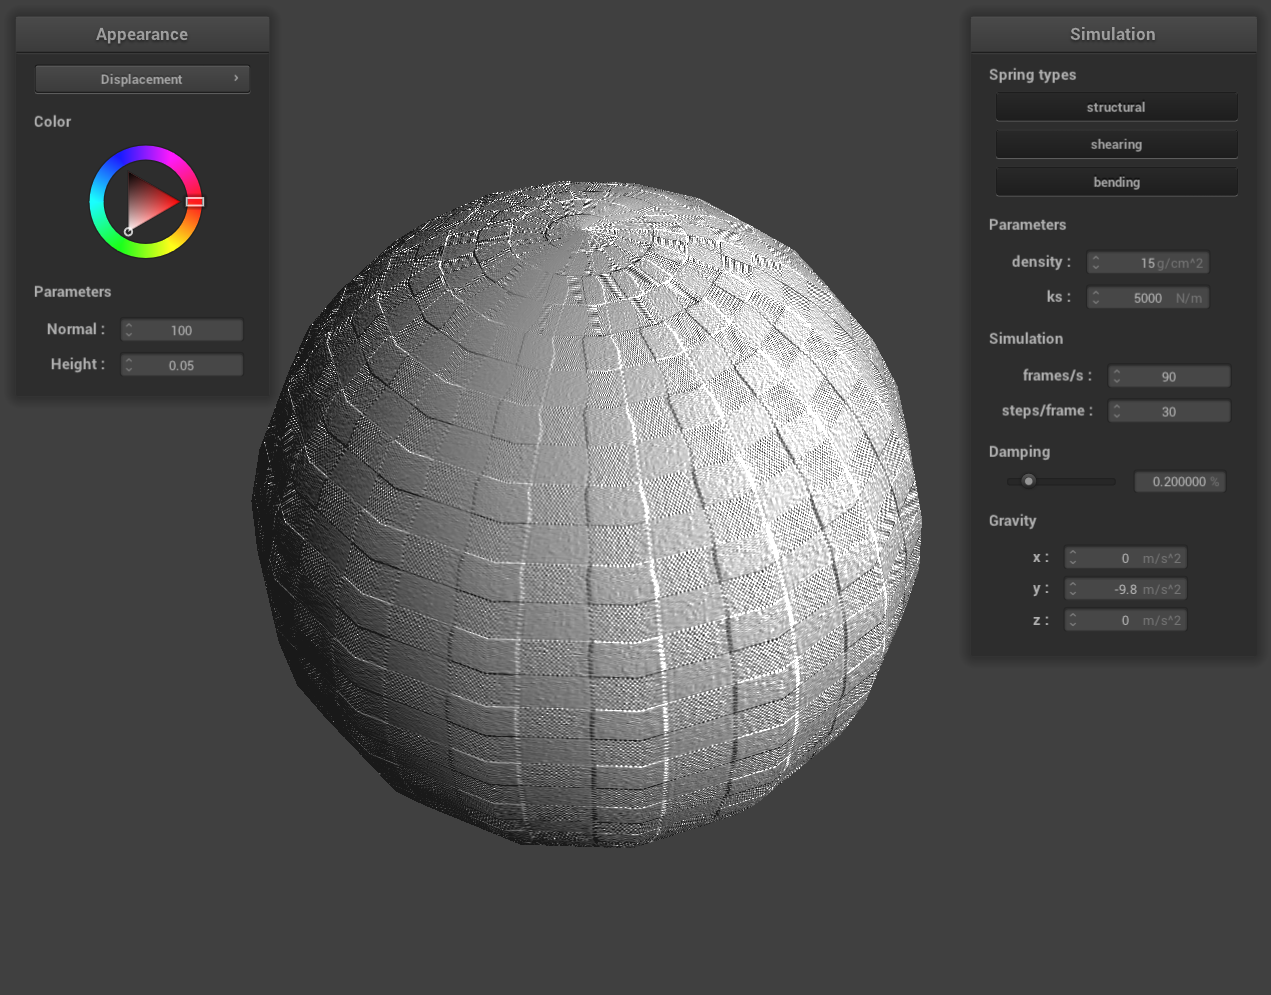 Appearance
Displacement ›
Color
Parameters
Normal : 100
Height : 0.05
Simulation
Spring types
structural
shearing
bending
Parameters
density : 15 g/cm^2
ks : 5000 N/m
Simulation
frames/s : 90
steps/frame : 30
Damping
0.200000 %
Gravity
x : 0 m/s^2
y : -9.8 m/s^2
z : 0 m/s^2